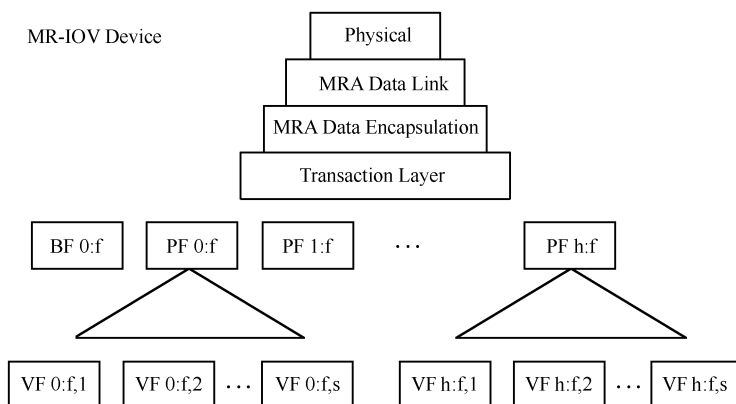 MR-IOV Device
Physical
MRA Data Link
MRA Data Encapsulation
Transaction Layer
BF 0:f PF 0:f PF 1:f ··· PF h:f
VF 0:f,1 VF 0:f,2 ··· VF 0:f,s VF h:f,1 VF h:f,2 ··· VF h:f,s